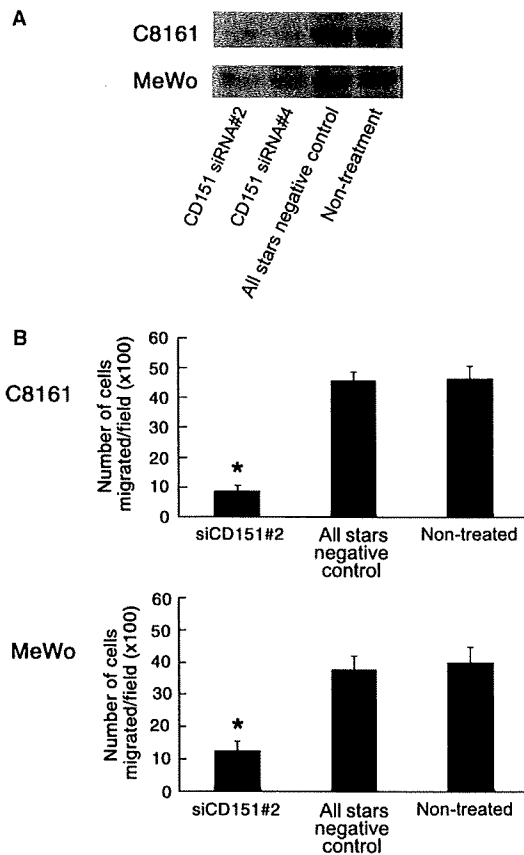 A
C8161
MeWo
CD151 siRNA#2
CD151 siRNA#4
All stars negative control
Non-treatment
B
C8161
Number of cells
migrated/field (x100)
60
50
40
30
20
10
0
*
siCD151#2
All stars
negative
control
Non-treated
MeWo
Number of cells
migrated/field (x100)
60
50
40
30
20
10
0
*
siCD151#2
All stars
negative
control
Non-treated